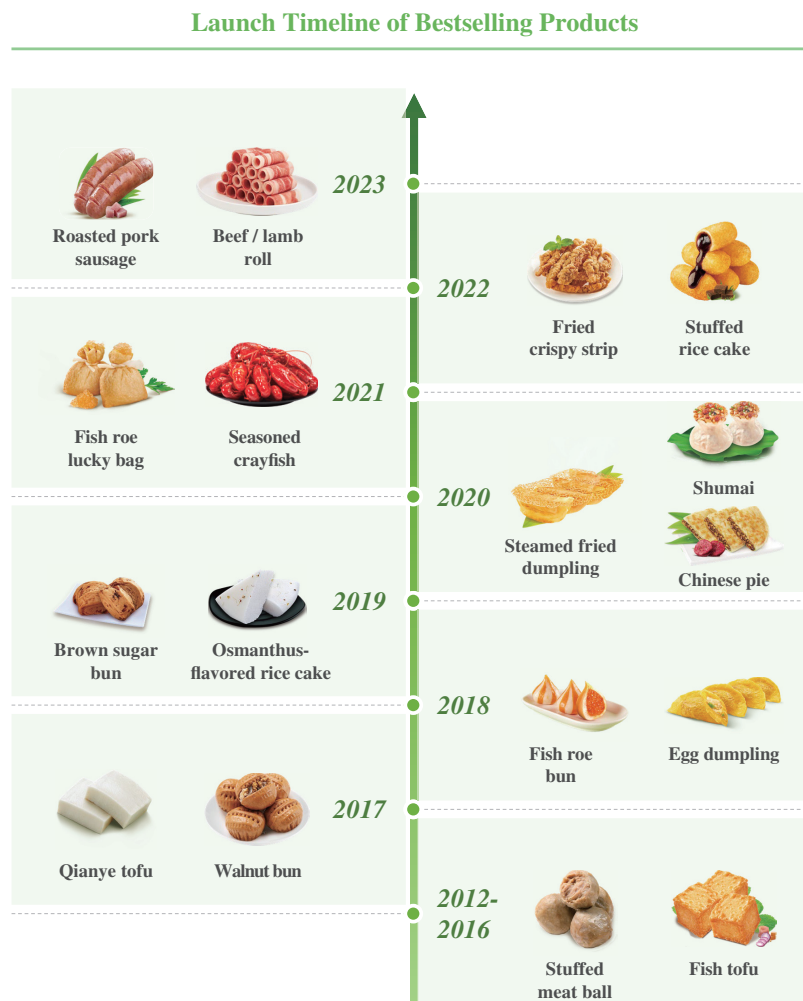 Launch Timeline of Bestselling Products
2023
Roasted pork
sausage
Beef / lamb
roll
2022
Fried
crispy strip
Stuffed
rice cake
2021
Fish roe
lucky bag
Seasoned
crayfish
2020
Steamed fried
dumpling
Shumai
Chinese pie
2019
Brown sugar
bun
Osmanthus-
flavored rice cake
2018
Fish roe
bun
Egg dumpling
2017
Qianye tofu
Walnut bun
2012-
2016
Stuffed
meat ball
Fish tofu